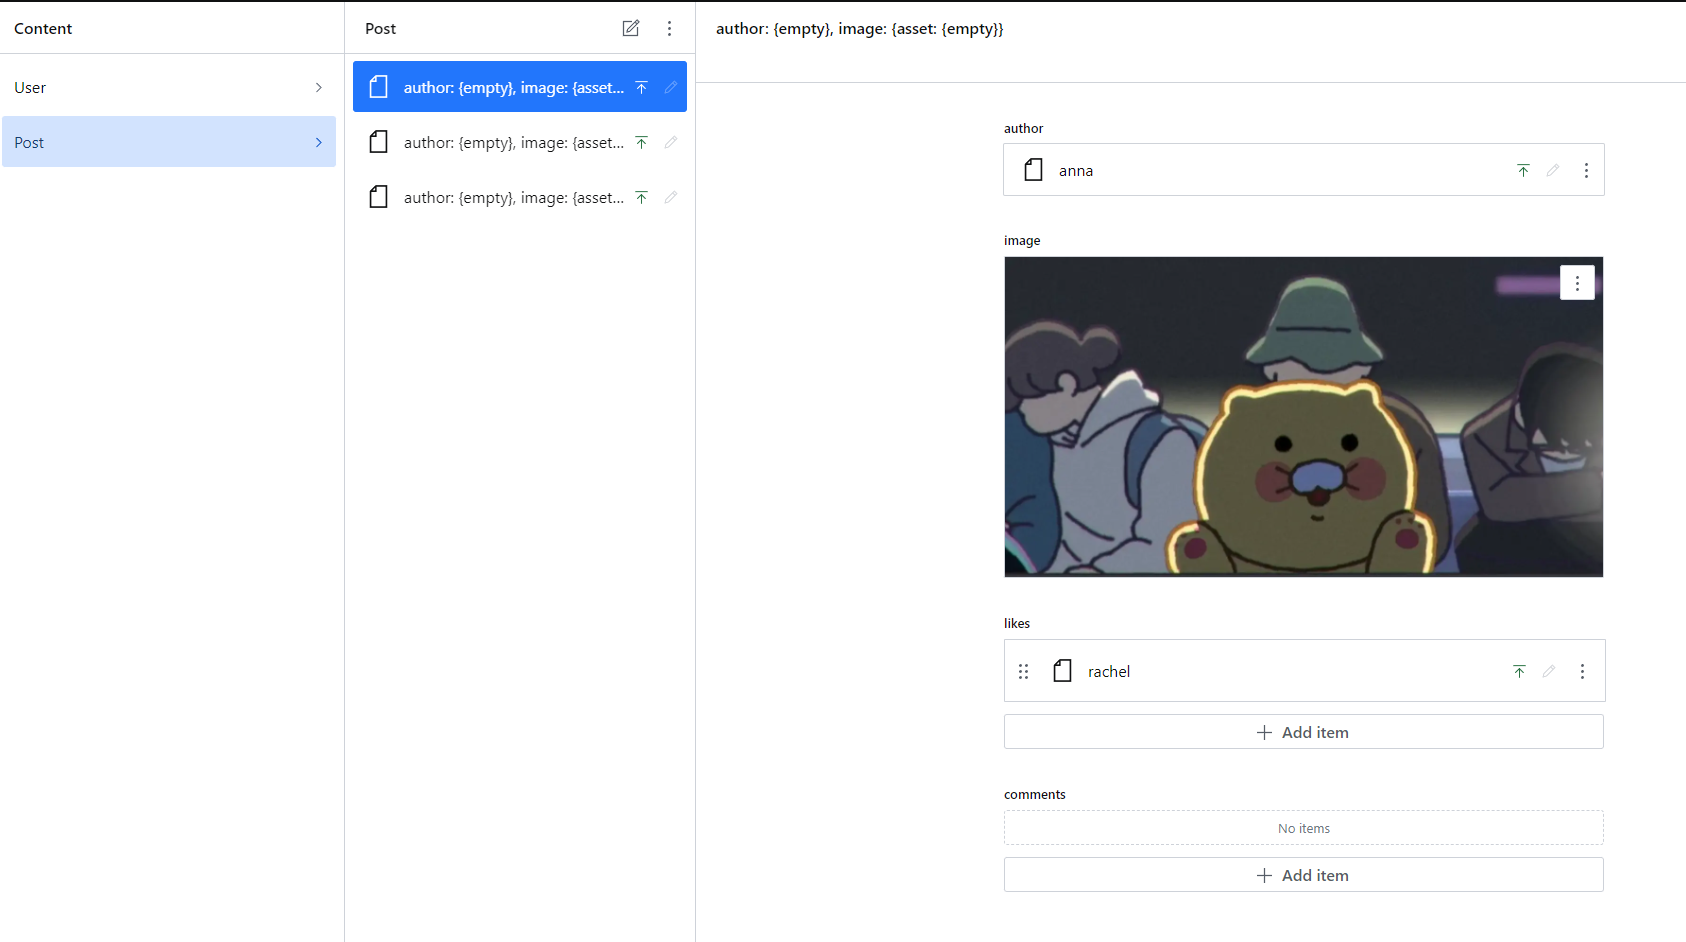 Content
User
Post
Post
author: {empty}, image: {asset...
author: {empty}, image: {asset...
author: {empty}, image: {asset...
author: {empty}, image: {asset: {empty}}
author
anna
image
likes
rachel
Add item
comments
No items
Add item